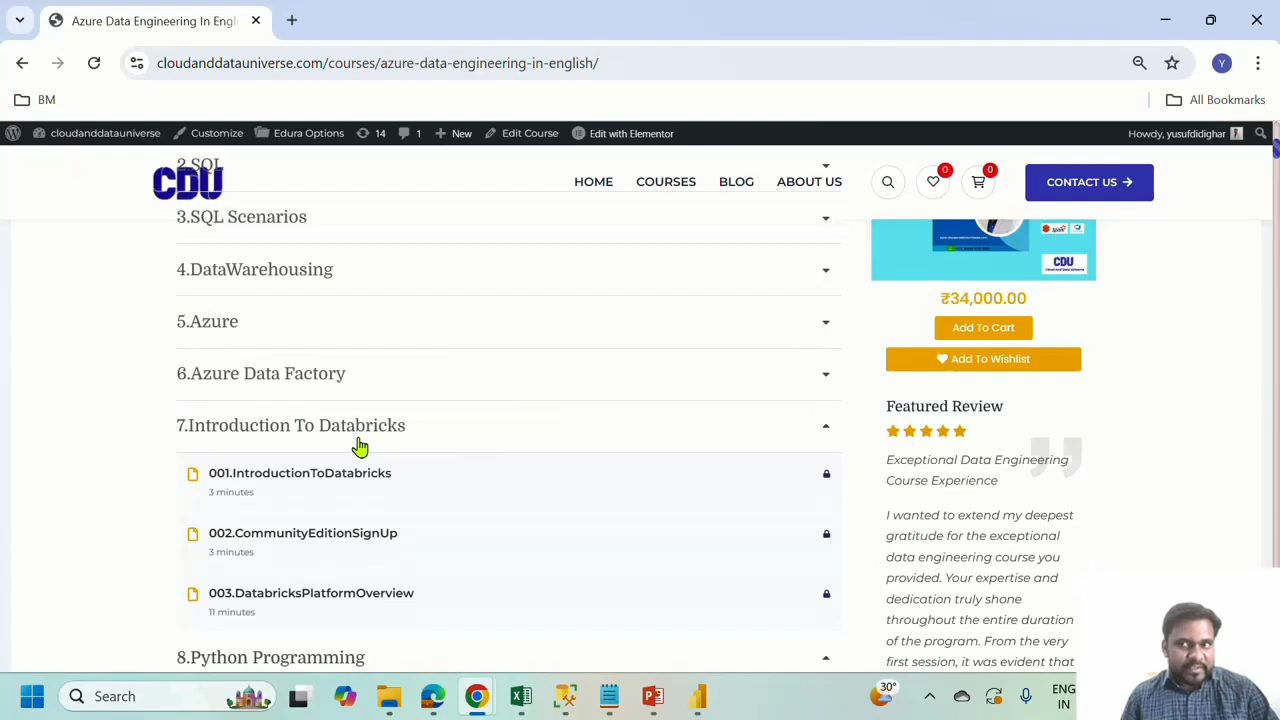 Azure Data Engineering In Engl
cloudanddatauniverse.com/courses/azure-data-engineering-in-english/
Y
BM
All Bookmarks
cloudanddatauniverse
Customize
Edura Options
14
1
New
Edit Course
Edit with Elementor
Howdy, yusufdidighar
CDU
HOME
COURSES
BLOG
ABOUT US
0
0
CONTACT US
2.SQL
3.SQL Scenarios
4.DataWarehousing
5.Azure
6.Azure Data Factory
7.Introduction To Databricks
001.IntroductionToDatabricks
3 minutes
002.CommunityEditionSignUp
3 minutes
003.DatabricksPlatformOverview
11 minutes
8.Python Programming
CDU
Cloud And Data Universe
₹34,000.00
Add To Cart
Add To Wishlist
Featured Review
Exceptional Data Engineering
Course Experience
I wanted to extend my deepest
gratitude for the exceptional
data engineering course you
provided. Your expertise and
dedication truly shone
throughout the entire duration
of the program. From the very
first session, it was evident that
Search
30°
ENG
IN